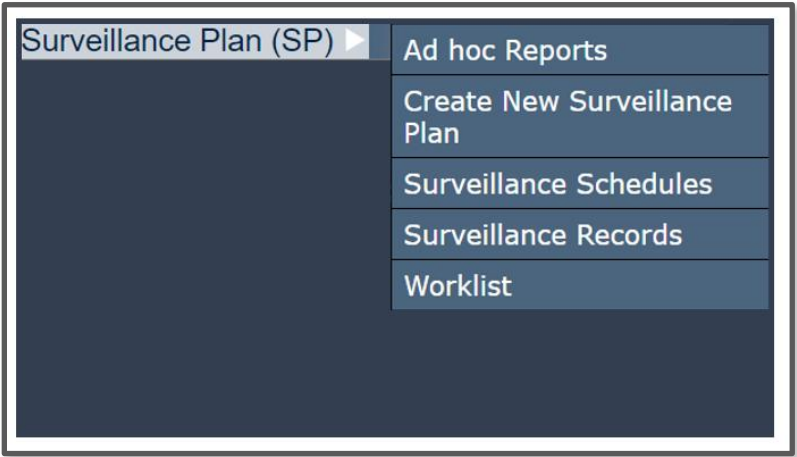 Surveillance Plan (SP)
Ad hoc Reports
Create New Surveillance
Plan
Surveillance Schedules
Surveillance Records
Worklist